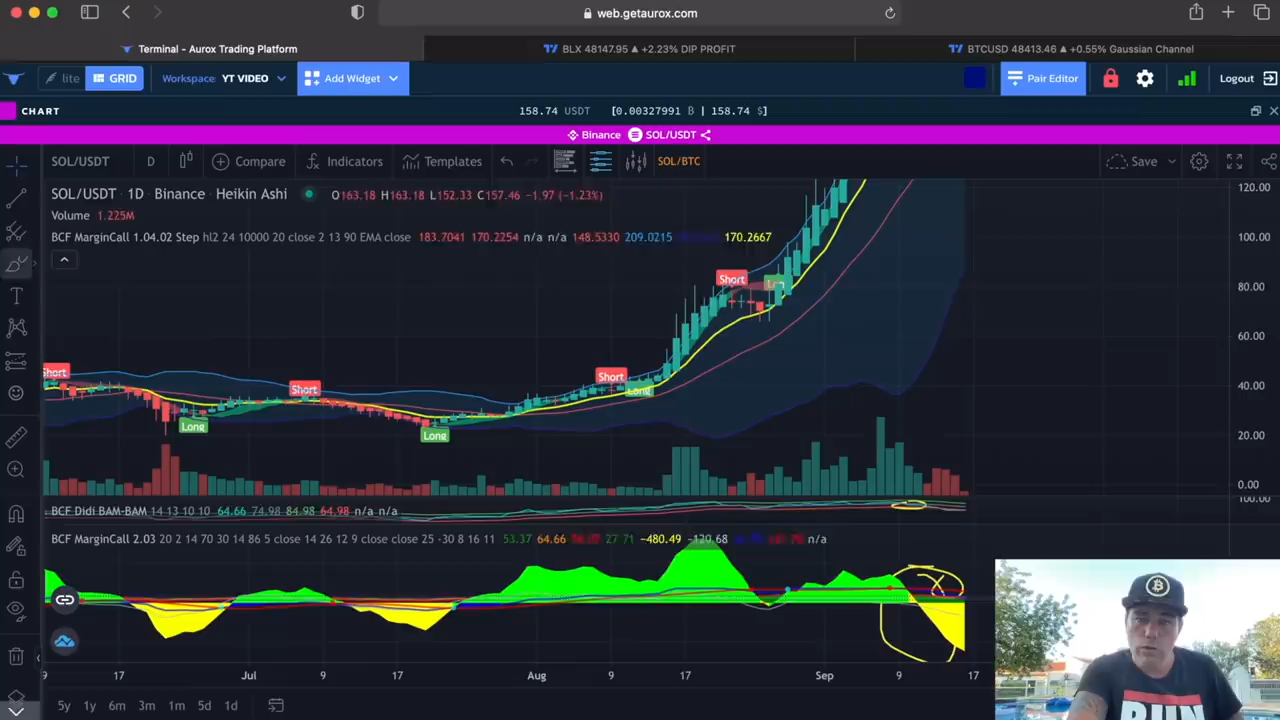 web.getaurox.com
Terminal - Aurox Trading Platform
BLX 48147.95 ▲ +2.23% DIP PROFIT
BTCUSD 48413.46 ▲ +0.55% Gaussian Channel
lite GRID Workspace: YT VIDEO Add Widget Pair Editor Logout
CHART 158.74 USDT [0.00327991 B | 158.74 $]
Binance SOL/USDT
SOL/USDT D Compare Indicators Templates SOL/BTC Save
SOL/USDT · 1D · Binance · Heikin Ashi O163.18 H163.18 L152.33 C157.46 -1.97 (-1.23%)
Volume 1.225M
BCF MarginCall 1.04.02 Step hl2 24 10000 20 close 2 13 90 EMA close 183.7041 170.2254 n/a n/a 148.5330 209.0215 170.2667
120.00
100.00
80.00
60.00
40.00
20.00
0.00
100.00
Short
Long
Short
Long
Short
Long
Short
BCF Didi BAM-BAM 14 13 10 10 64.66 74.98 84.98 64.98 n/a n/a
BCF MarginCall 2.03 20 2 14 70 30 14 86 5 close 14 26 12 9 close close 25 -30 8 16 11 53.37 64.66 27.71 -480.49 -129.68 n/a
9 17 Jul 9 17 Aug 9 17 Sep 9 17
5y 1y 6m 3m 1m 5d 1d
RUN